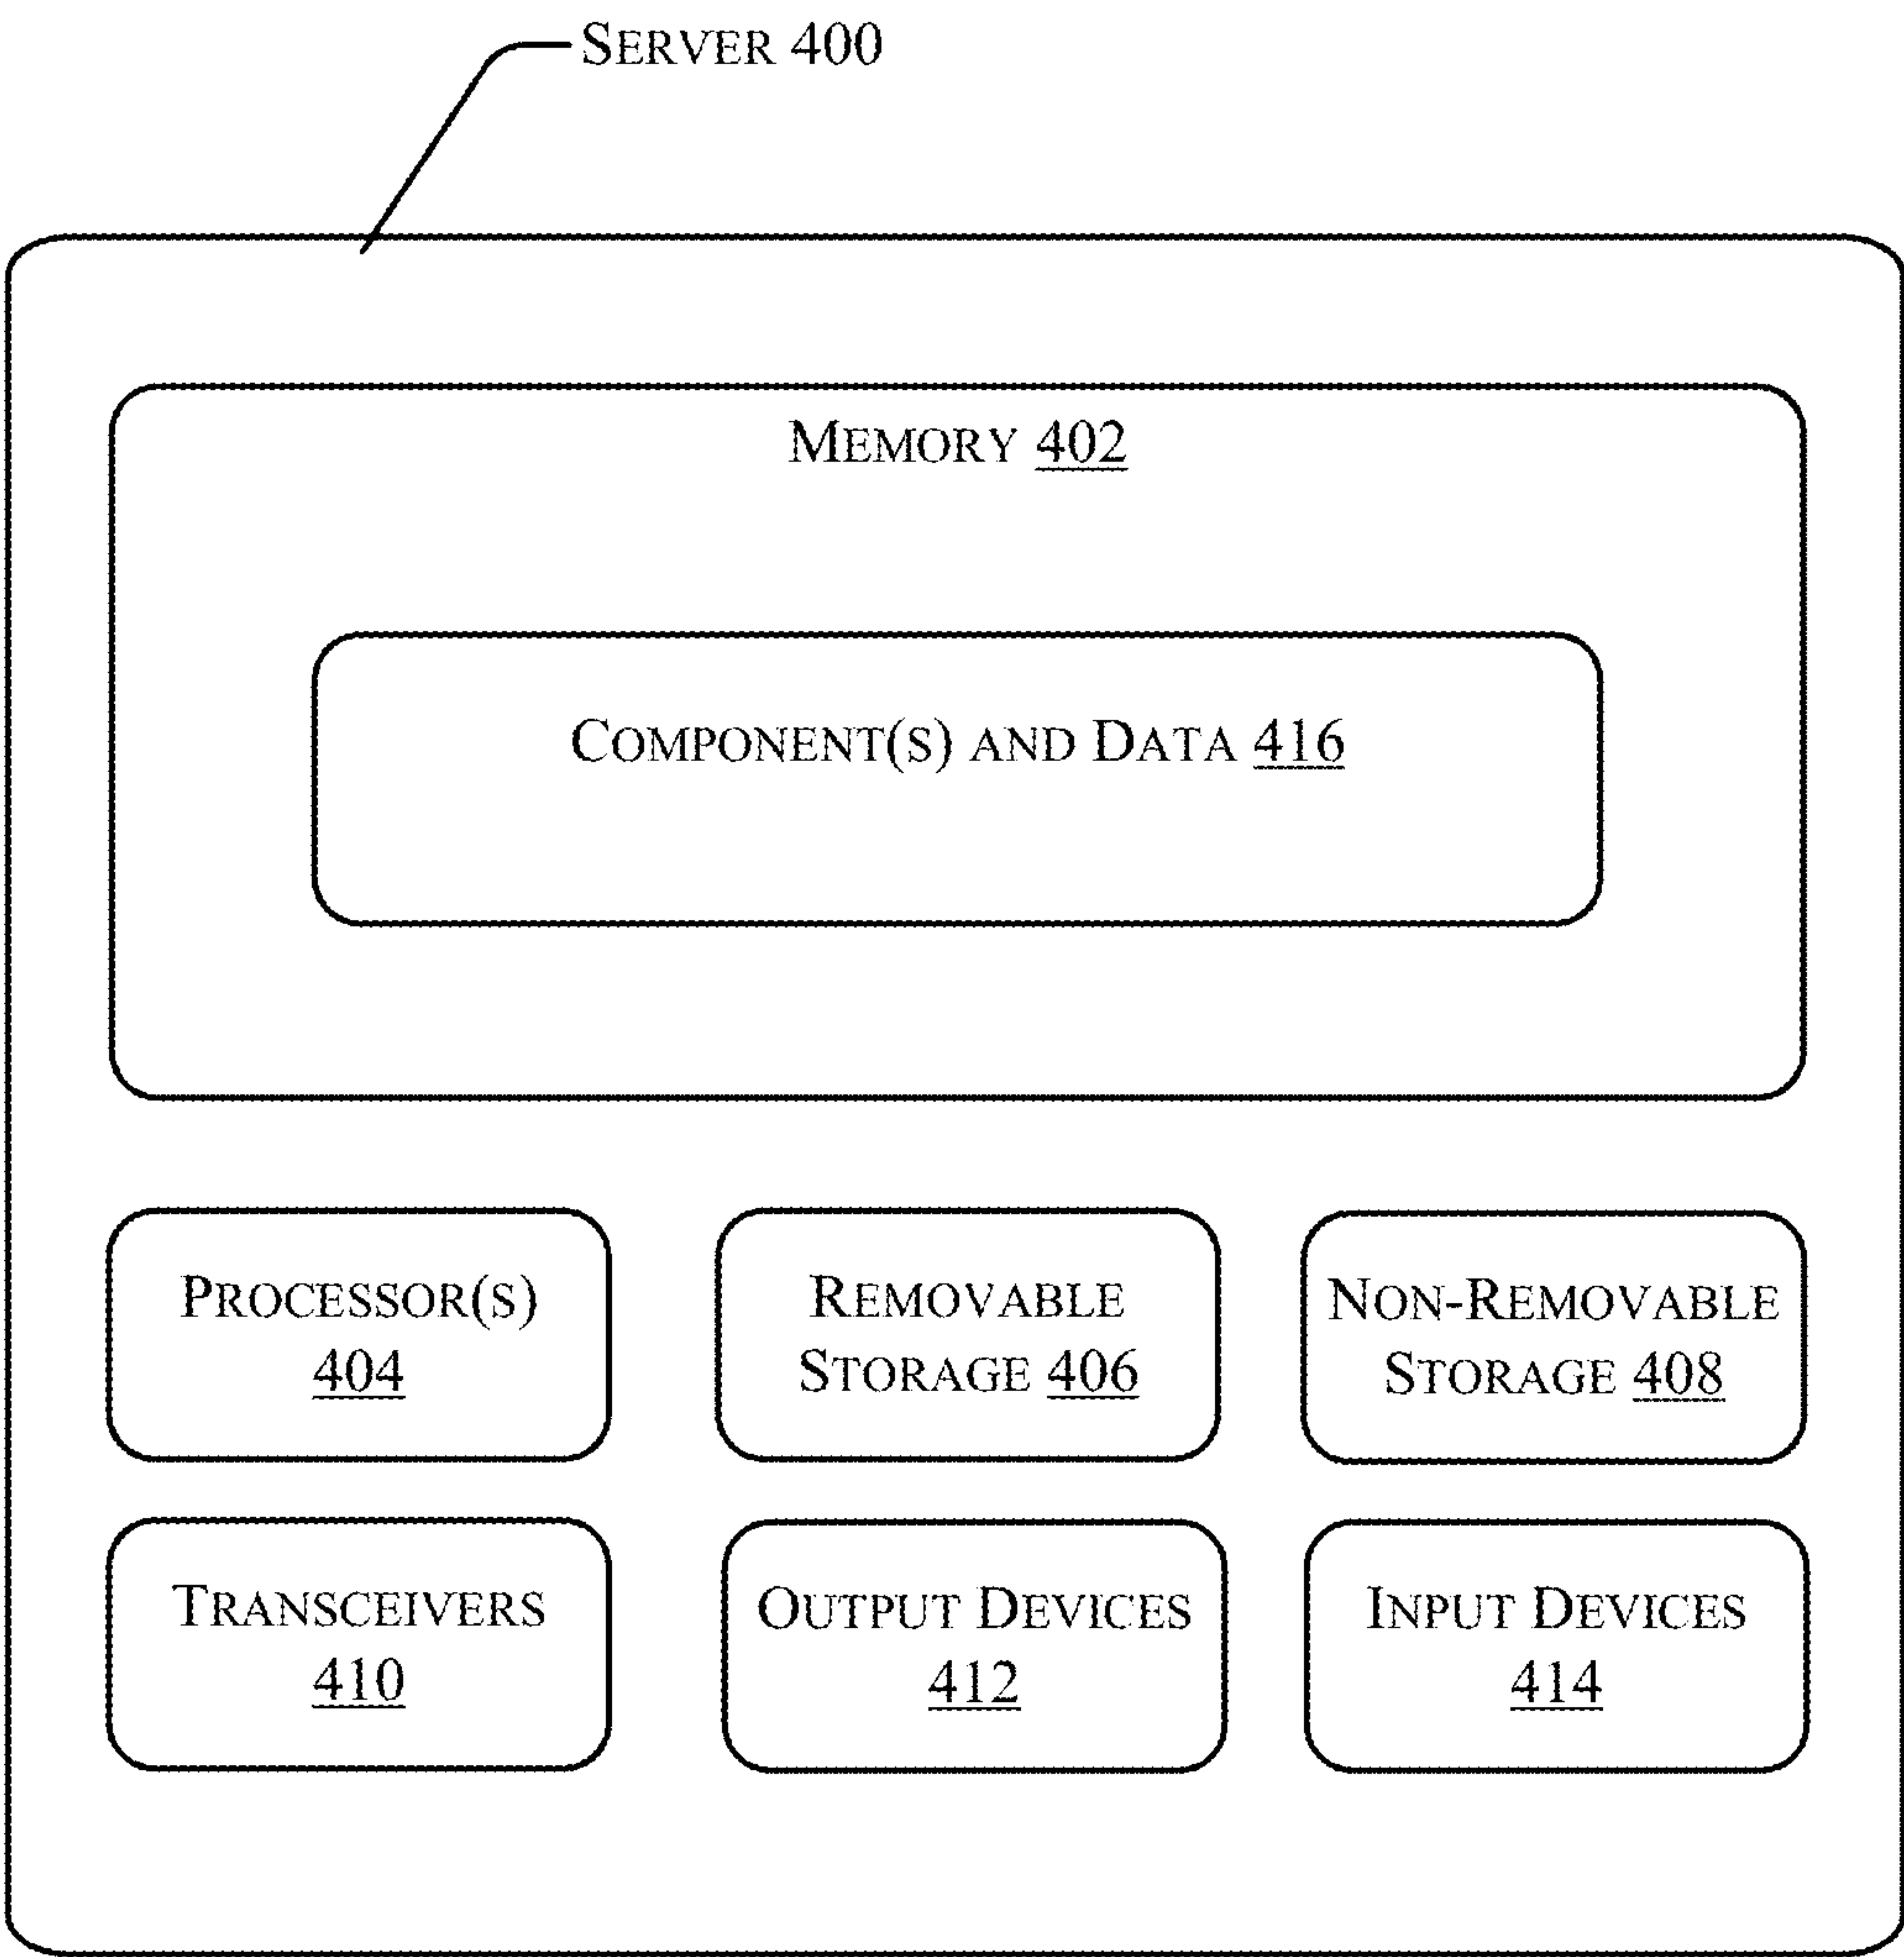 SERVER 400
MEMORY 402
COMPONENT(S) AND DATA 416
PROCESSOR(S)
404
REMOVABLE
STORAGE 406
NON-REMOVABLE
STORAGE 408
TRANSCEIVERS
410
OUTPUT DEVICES
412
INPUT DEVICES
414